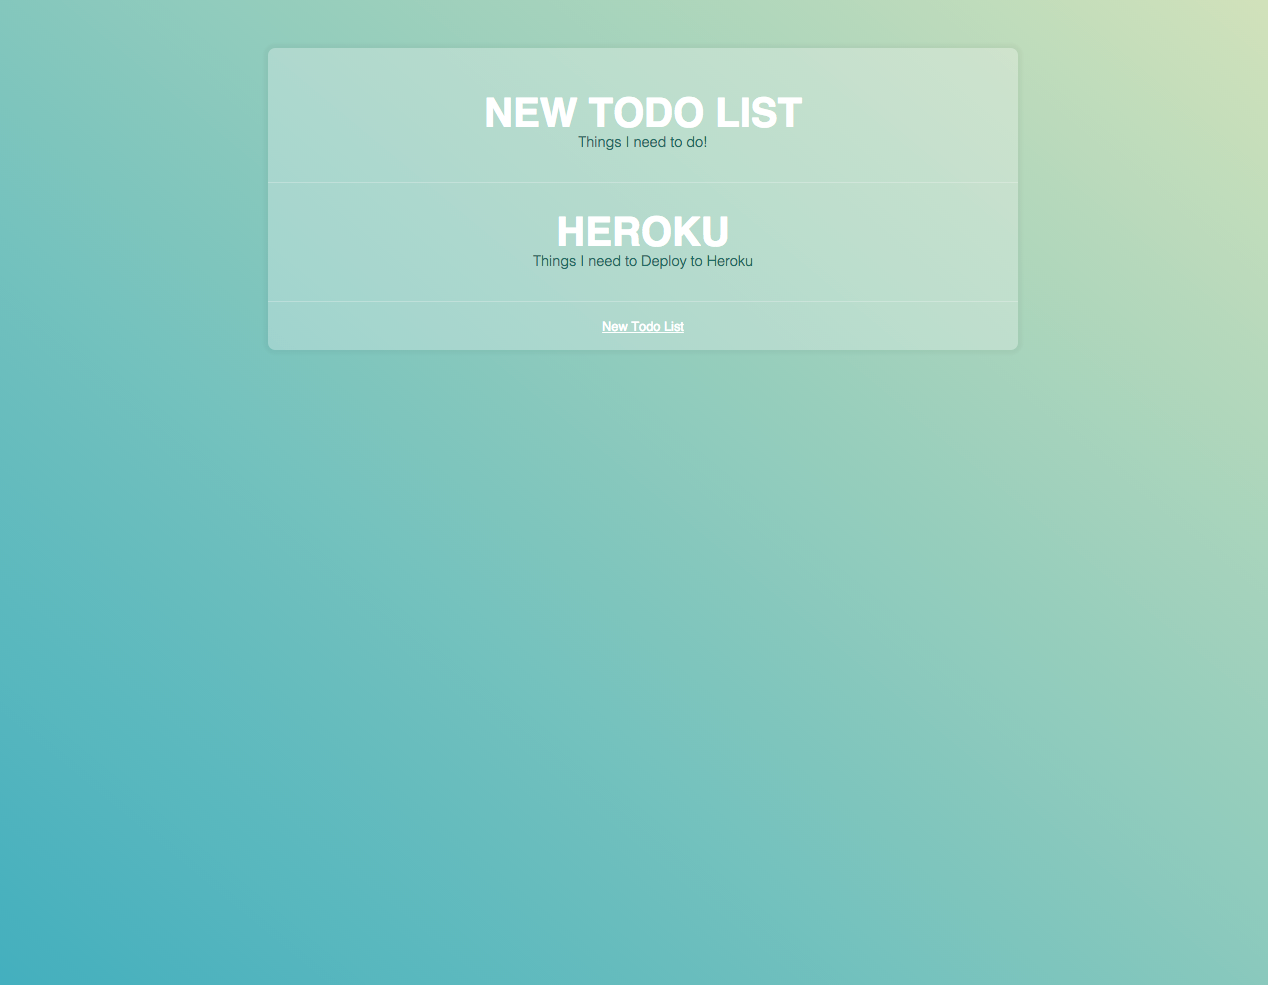 NEW TODO LIST
Things I need to do!
HEROKU
Things I need to Deploy to Heroku
New Todo List